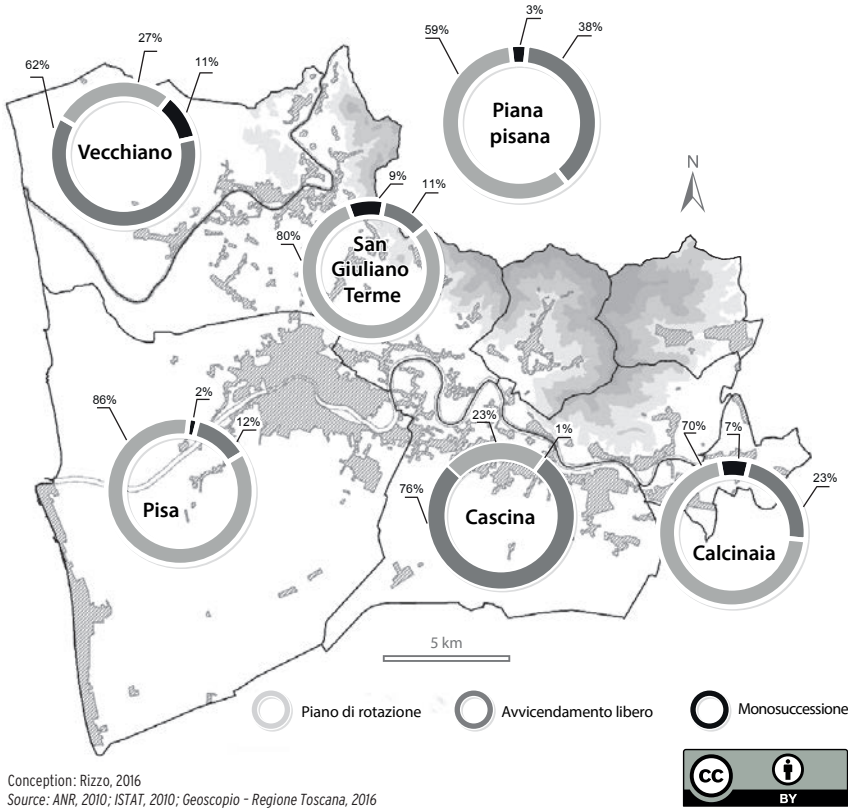 59%
3%
38%
Piana
pisana
62%
27%
11%
Vecchiano
N
80%
9%
11%
San
Giuliano
Terme
86%
2%
12%
Pisa
76%
23%
1%
Cascina
70%
7%
23%
Calcinaia
5 km
Piano di rotazione
Avvicendamento libero
Monosuccessione
Conception: Rizzo, 2016
Source: ANR, 2010; ISTAT, 2010; Geoscopio - Regione Toscana, 2016
cc
BY